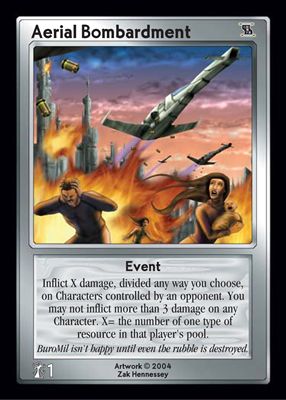 Aerial Bombardment
Event
Inflict X damage, divided any way you choose,
on Characters controlled by an opponent. You
may not inflict more than 3 damage on any
Character. X= the number of one type of
resource in that player's pool.
BuroMil isn't happy until even the rubble is destroyed.
Artwork © 2004
Zak Hennessey
1